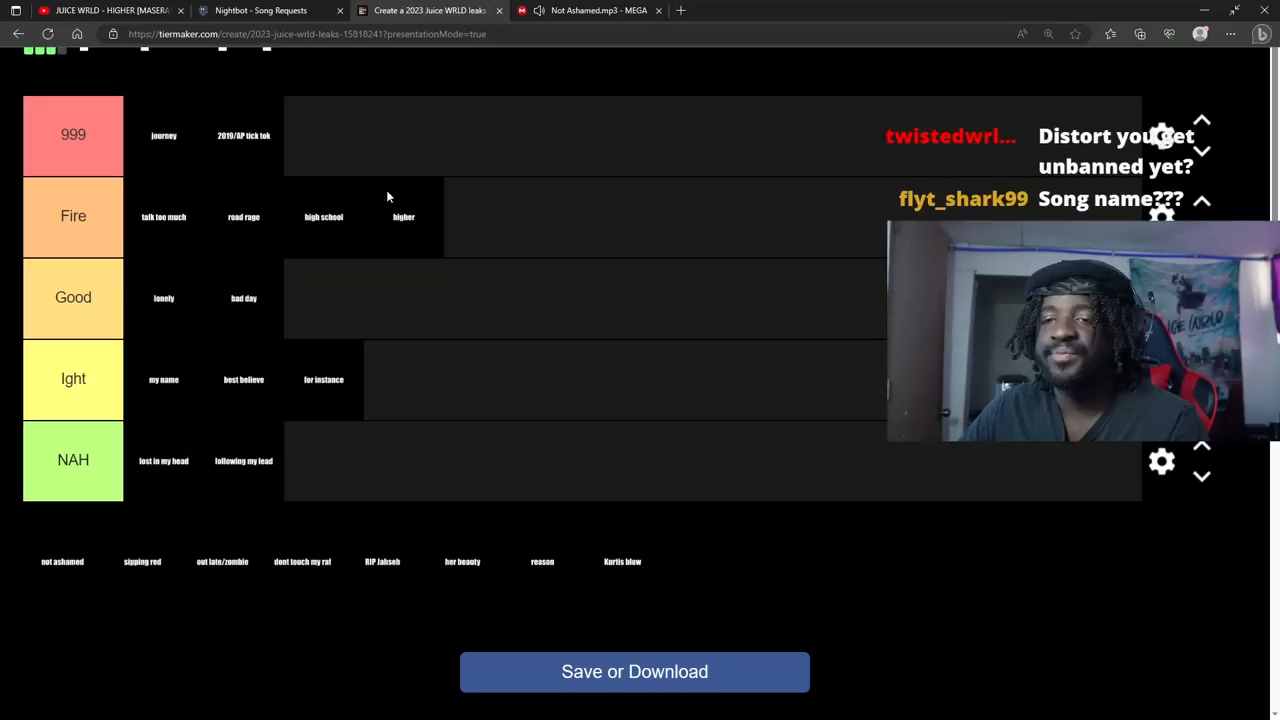 JUICE WRLD - HIGHER [MASERA
Nightbot - Song Requests
Create a 2023 Juice WRLD leaks
Not Ashamed.mp3 - MEGA
https://tiermaker.com/create/2023-juice-wrld-leaks-15818241?presentationMode=true
999
journey
2019/AP tick tok
twistedwrl...
Distort you get
unbanned yet?
flyt_shark99
Song name???
Fire
talk too much
road rage
high school
higher
Good
lonely
bad day
Ight
my name
best believe
for instance
NAH
lost in my head
following my lead
not ashamed
sipping red
out late/zombie
dont touch my raf
RIP Jahseh
her beauty
reason
Kurtis blow
Save or Download